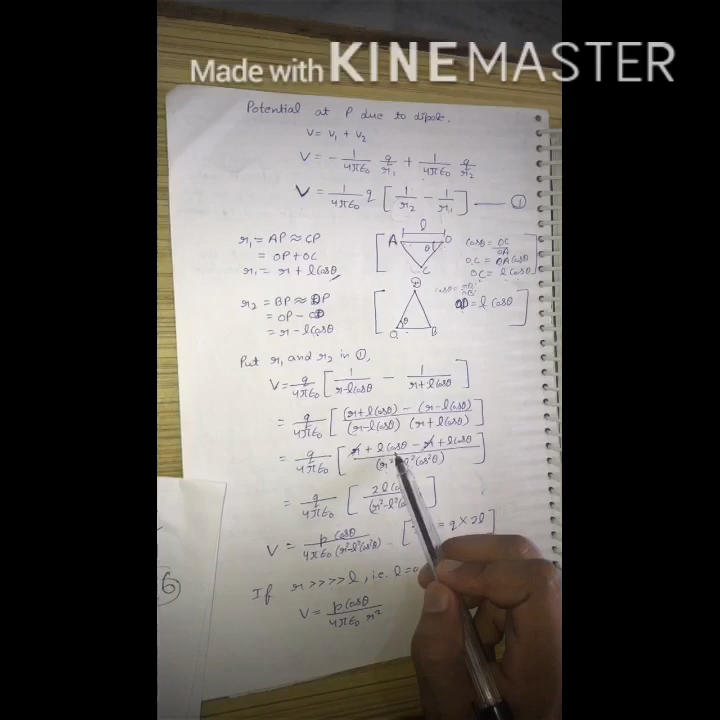 Made with KINEMASTER
Potential at P due to dipole.
V = V₁ + V₂
V = - 1/4πε₀ q/r₁ + 1/4πε₀ q/r₂
V = 1/4πε₀ q [ 1/r₂ - 1/r₁ ] —— ①
r₁ = AP ≈ CP
= OP + OC
r₁ = r + l cosθ
l
A O
θ
C
cosθ = OC/OA
OC = OA cosθ
OC = l cosθ
r₂ = BP ≈ DP
= OP - OD
= r - l cosθ
D
θ
O B
cosθ =
OD = l cosθ
Put r₁ and r₂ in ①,
V = q/4πε₀ [ 1/r - l cosθ - 1/r + l cosθ ]
= q/4πε₀ [ (r + l cosθ) - (r - l cosθ) / (r - l cosθ) (r + l cosθ) ]
= q/4πε₀ [ r + l cosθ - r + l cosθ / (r² l² cos²θ) ]
= q/4πε₀ [ 2l / (r² - l² ) ]
V = p cosθ / 4πε₀ (r² - l² cos²θ) [ = q × 2l ]
If r >>>> l, i.e. l = 
V = p cosθ / 4πε₀ r²
6